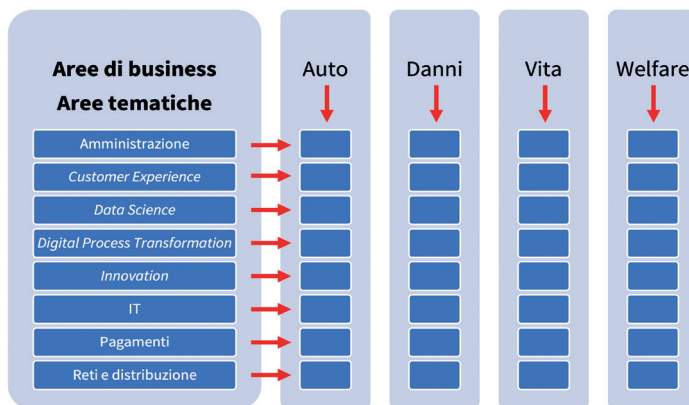 Aree di business
Aree tematiche
Auto
Danni
Vita
Welfare
Amministrazione
Customer Experience
Data Science
Digital Process Transformation
Innovation
IT
Pagamenti
Reti e distribuzione